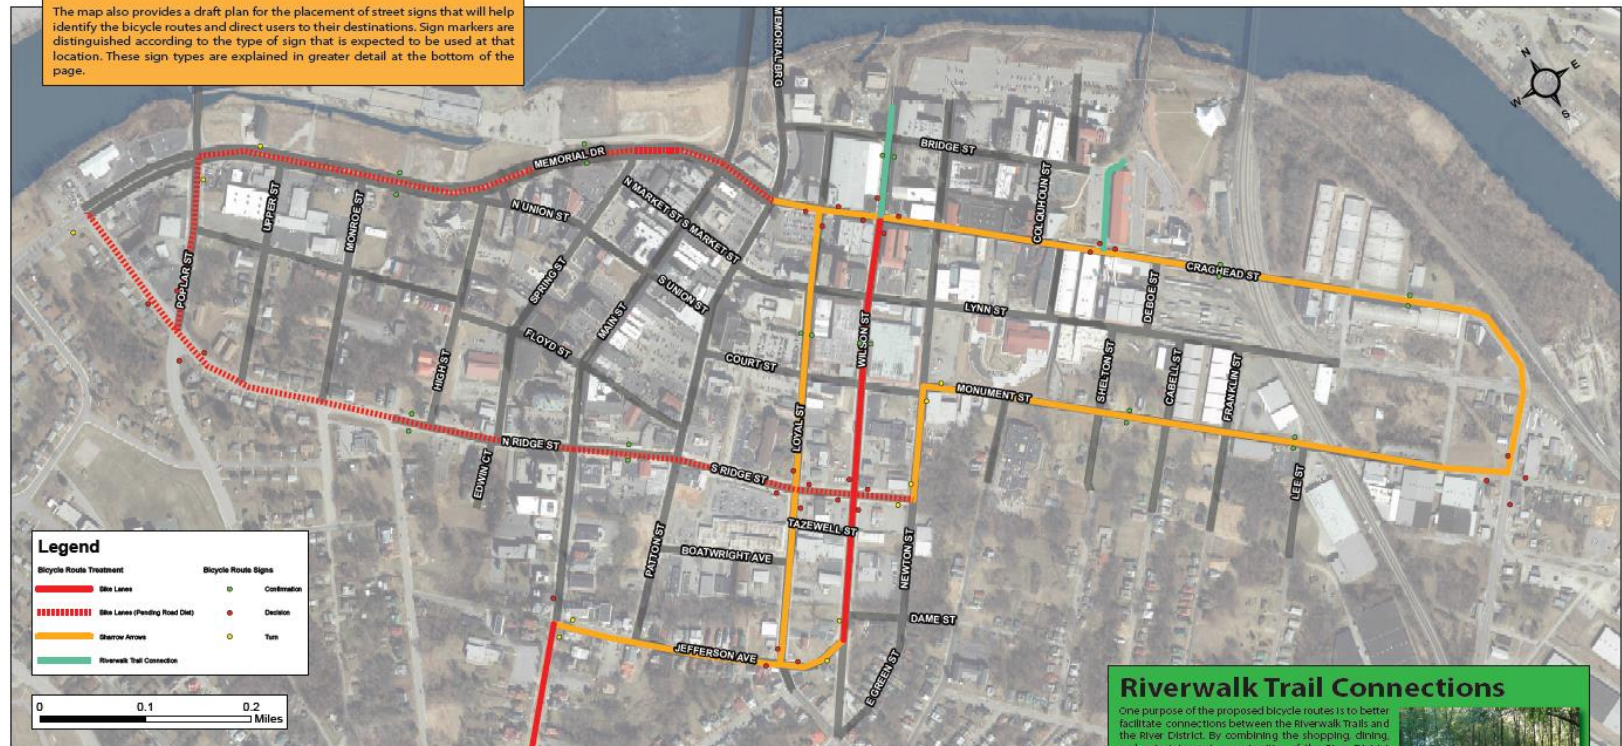 The map also provides a draft plan for the placement of street signs that will help
identify the bicycle routes and direct users to their destinations. Sign markers are
distinguished according to the type of sign that is expected to be used at that
location. These sign types are explained in greater detail at the bottom of the
page.
MEMORIAL BRG
N
E
W
S
BRIDGE ST
MEMORIAL DR
UPPER ST
MONROE ST
N UNION ST
N MARKET ST
S MARKET ST
COLQUHOUN ST
POPLAR ST
SPRING ST
S UNION ST
CRAGHEAD ST
MAIN ST
LYNN ST
DEBOE ST
WILSON ST
FLOYD ST
HIGH ST
COURT ST
SHELTON ST
CABELL ST
FRANKLIN ST
MONUMENT ST
LOYAL ST
N RIDGE ST
S RIDGE ST
EDWIN CT
LEE ST
TAZEWELL ST
PATTON ST
BOATWRIGHT AVE
NEWTON ST
DAME ST
JEFFERSON AVE
E GREEN ST
Legend
Bicycle Route Treatment
Bicycle Route Signs
Bike Lanes
Confirmation
Bike Lanes (Pending Road Diet)
Decision
Sharrow Arrows
Turn
Riverwalk Trail Connection
0 0.1 0.2
Miles
Riverwalk Trail Connections
One purpose of the proposed bicycle routes is to better
facilitate connections between the Riverwalk Trails and
the River District. By combining the shopping, dining,